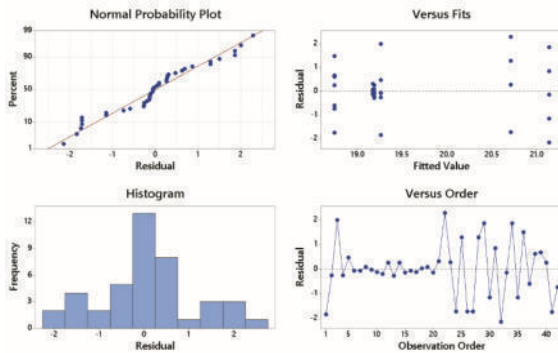 Normal Probability Plot
99
90
50
10
1
Percent
-2 -1 0 1 2
Residual
Versus Fits
2
1
0
-1
-2
Residual
19.0 19.5 20.0 20.5 21.0
Fitted Value
Histogram
12
9
6
3
0
Frequency
-2 -1 0 1 2
Residual
Versus Order
2
1
0
-1
-2
Residual
1 5 10 15 20 25 30 35 40
Observation Order